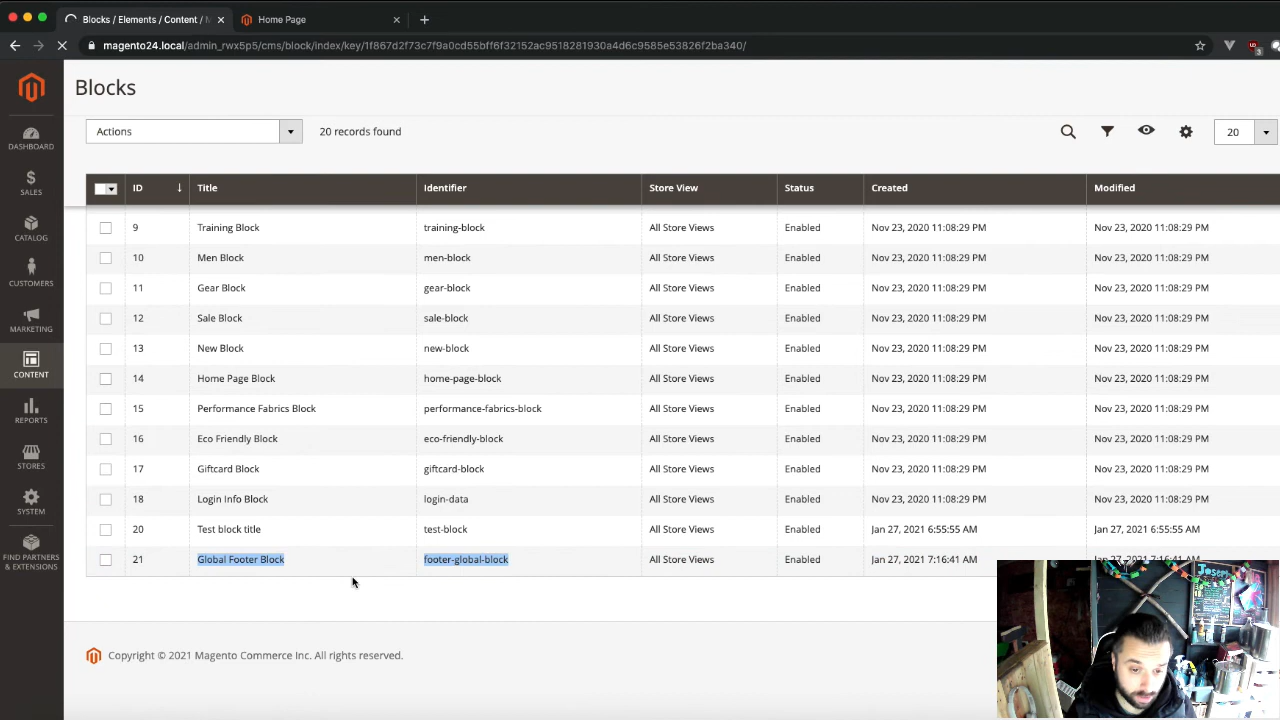 Blocks / Elements / Content / M
Home Page
magento24.local/admin_rwx5p5/cms/block/index/key/1f867d2f73c7f9a0cd55bff6f32152ac9518281930a4d6c9585e53826f2ba340/
3
Blocks
Actions 20 records found 20
ID Title Identifier Store View Status Created Modified
9 Training Block training-block All Store Views Enabled Nov 23, 2020 11:08:29 PM Nov 23, 2020 11:08:29 PM
10 Men Block men-block All Store Views Enabled Nov 23, 2020 11:08:29 PM Nov 23, 2020 11:08:29 PM
11 Gear Block gear-block All Store Views Enabled Nov 23, 2020 11:08:29 PM Nov 23, 2020 11:08:29 PM
12 Sale Block sale-block All Store Views Enabled Nov 23, 2020 11:08:29 PM Nov 23, 2020 11:08:29 PM
13 New Block new-block All Store Views Enabled Nov 23, 2020 11:08:29 PM Nov 23, 2020 11:08:29 PM
14 Home Page Block home-page-block All Store Views Enabled Nov 23, 2020 11:08:29 PM Nov 23, 2020 11:08:29 PM
15 Performance Fabrics Block performance-fabrics-block All Store Views Enabled Nov 23, 2020 11:08:29 PM Nov 23, 2020 11:08:29 PM
16 Eco Friendly Block eco-friendly-block All Store Views Enabled Nov 23, 2020 11:08:29 PM Nov 23, 2020 11:08:29 PM
17 Giftcard Block giftcard-block All Store Views Enabled Nov 23, 2020 11:08:29 PM Nov 23, 2020 11:08:29 PM
18 Login Info Block login-data All Store Views Enabled Nov 23, 2020 11:08:29 PM Nov 23, 2020 11:08:29 PM
20 Test block title test-block All Store Views Enabled Jan 27, 2021 6:55:55 AM Jan 27, 2021 6:55:55 AM
21 Global Footer Block footer-global-block All Store Views Enabled Jan 27, 2021 7:16:41 AM Jan 27, 2021 7:16:41 AM
Copyright © 2021 Magento Commerce Inc. All rights reserved.
DASHBOARD
SALES
CATALOG
CUSTOMERS
MARKETING
CONTENT
REPORTS
STORES
SYSTEM
FIND PARTNERS
& EXTENSIONS